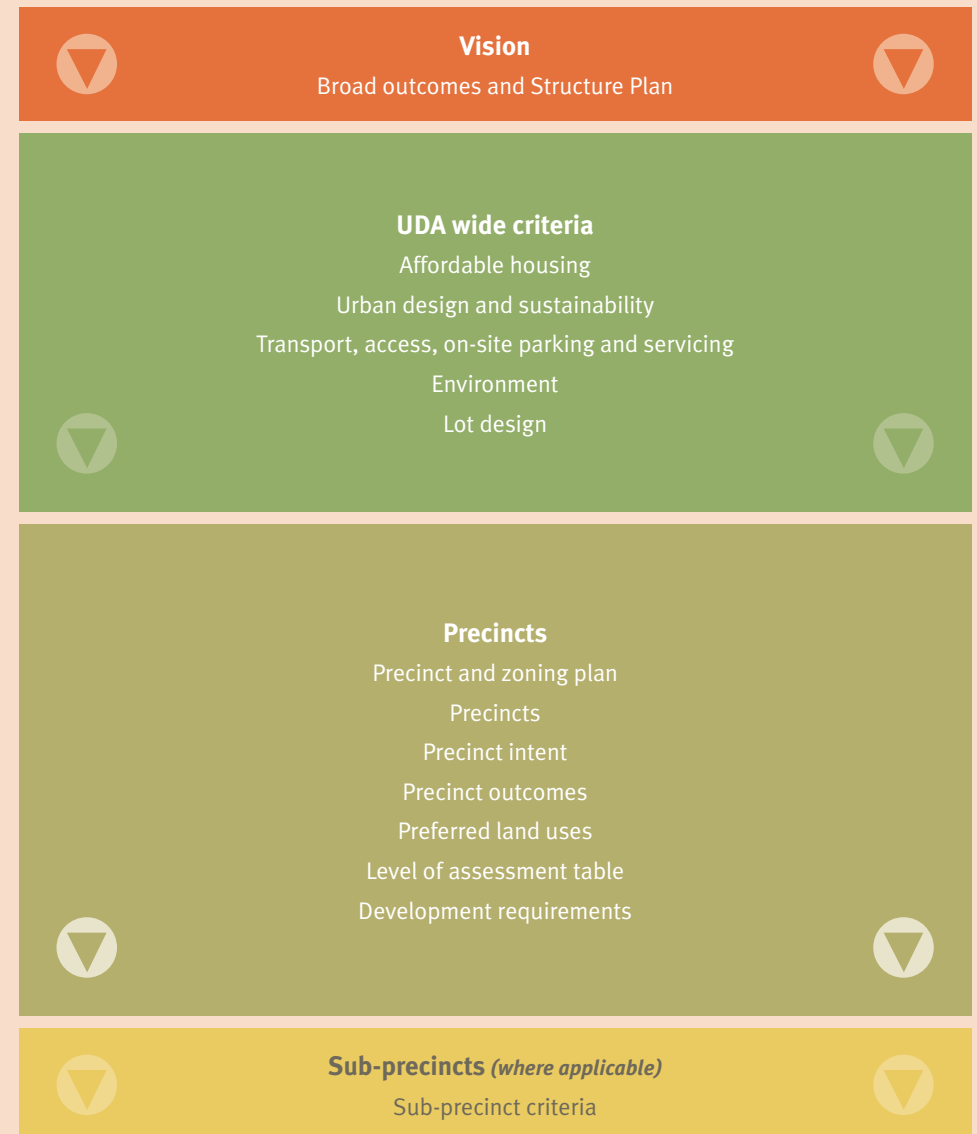 Vision
Broad outcomes and Structure Plan
UDA wide criteria
Affordable housing
Urban design and sustainability
Transport, access, on-site parking and servicing
Environment
Lot design
Precincts
Precinct and zoning plan
Precincts
Precinct intent
Precinct outcomes
Preferred land uses
Level of assessment table
Development requirements
Sub-precincts (where applicable)
Sub-precinct criteria